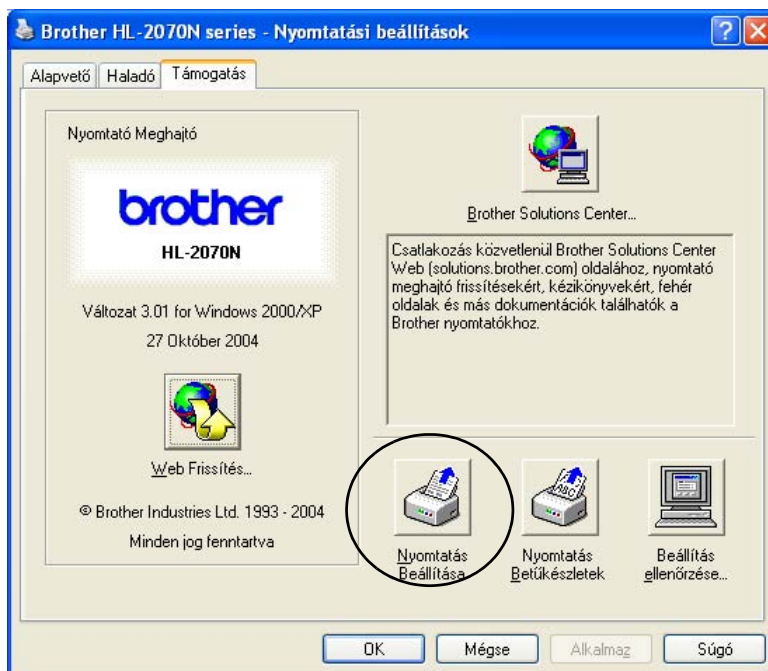 Brother HL-2070N series - Nyomtatási beállítások
Alapvető Haladó Támogatás
Nyomtató Meghajtó
brother
HL-2070N
Változat 3.01 for Windows 2000/XP
27 Október 2004
Web Frissítés...
© Brother Industries Ltd. 1993 - 2004
Minden jog fenntartva
Brother Solutions Center...
Csatlakozás közvetlenül Brother Solutions Center
Web (solutions.brother.com) oldalához, nyomtató
meghajtó frissítésekért, kézikönyvekért, fehér
oldalak és más dokumentációk találhatók a
Brother nyomtatókhoz.
Nyomtatás
Beállítása
Nyomtatás
Betűkészletek
Beállítás
ellenőrzése...
OK Mégse Alkalmaz Súgó